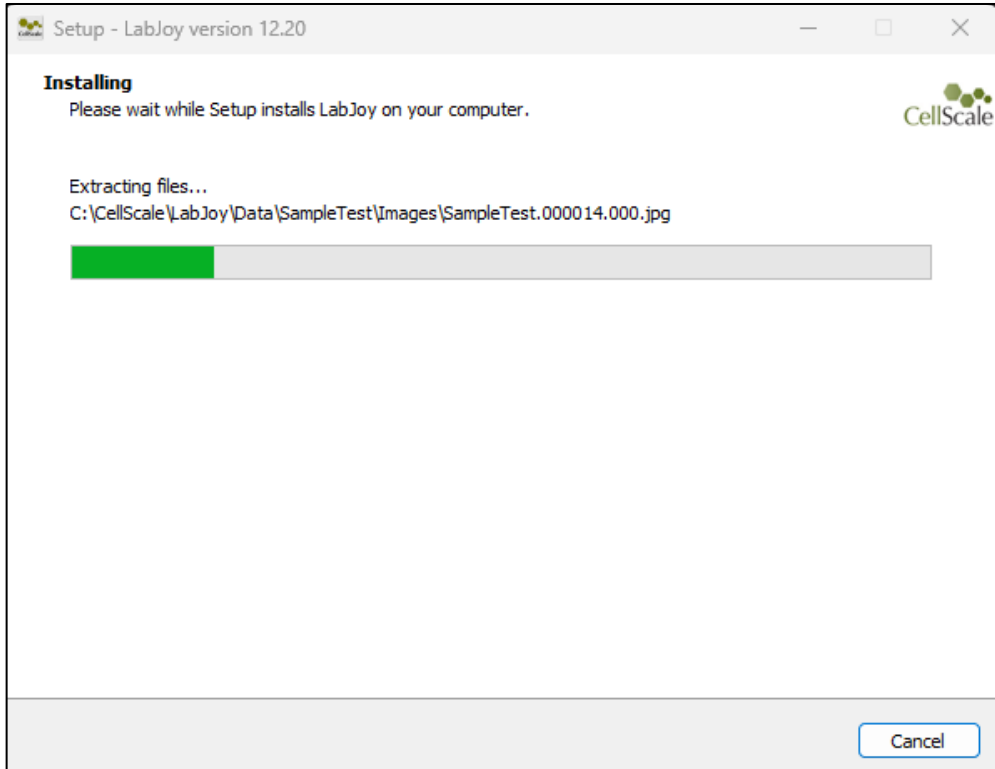 Setup - LabJoy version 12.20
Installing
Please wait while Setup installs LabJoy on your computer.
CellScale
Extracting files...
C:\CellScale\LabJoy\Data\SampleTest\Images\SampleTest.000014.000.jpg
Cancel